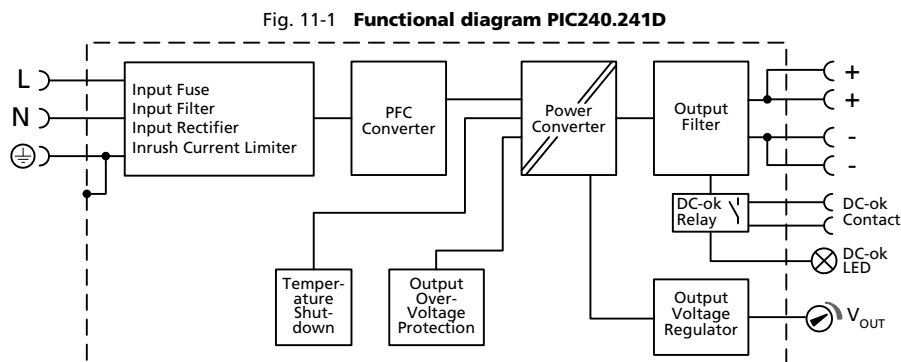 Fig. 11-1 Functional diagram PIC240.241D
L
N
Input Fuse
Input Filter
Input Rectifier
Inrush Current Limiter
PFC
Converter
Power
Converter
Output
Filter
+
+
-
-
DC-ok
Relay
DC-ok
Contact
DC-ok
LED
Temper-
ature
Shut-
down
Output
Over-
Voltage
Protection
Output
Voltage
Regulator
VOUT